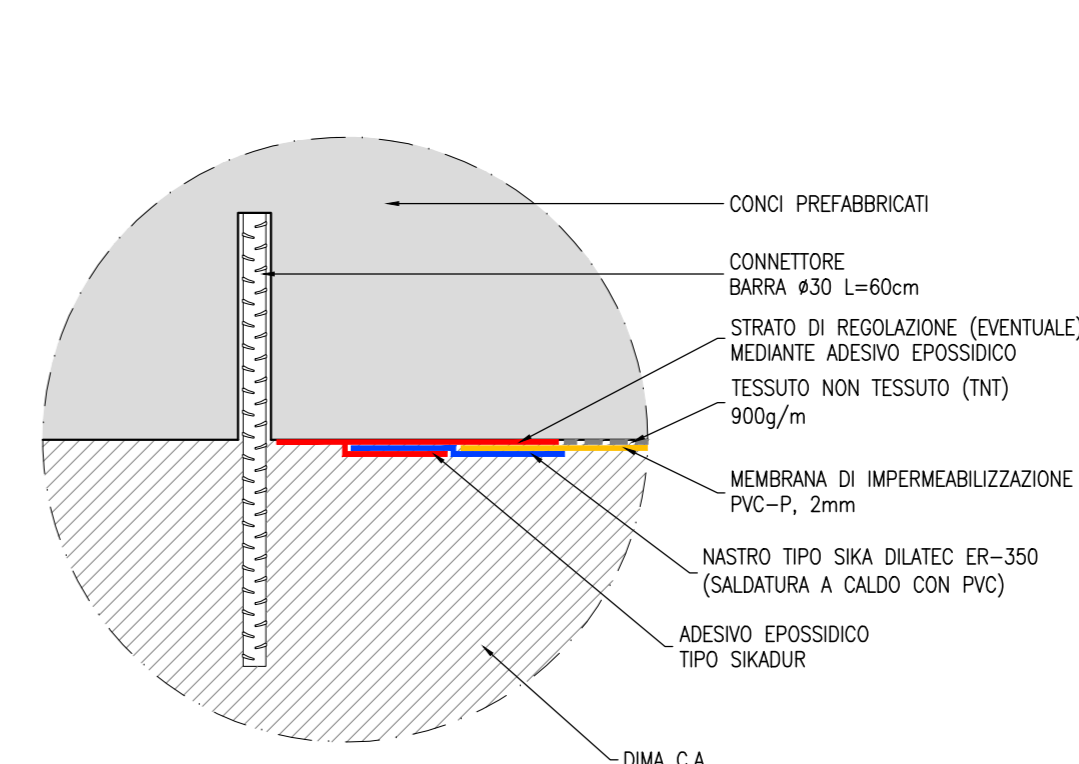 CONCI PREFABBRICATI
CONNETTORE
BARRA ø30 L=60cm
STRATO DI REGOLAZIONE (EVENTUALE)
MEDIANTE ADESIVO EPOSSIDICO
TESSUTO NON TESSUTO (TNT)
900g/m
MEMBRANA DI IMPERMEABILIZZAZIONE
PVC-P, 2mm
NASTRO TIPO SIKA DILATEC ER-350
(SALDATURA A CALDO CON PVC)
ADESIVO EPOSSIDICO
TIPO SIKADUR
DIMA C.A.